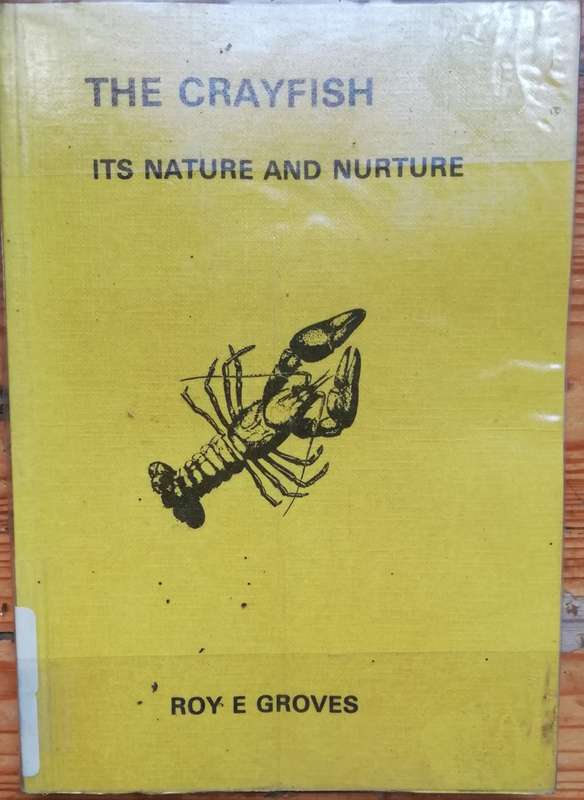 THE CRAYFISH
ITS NATURE AND NURTURE
ROY E GROVES